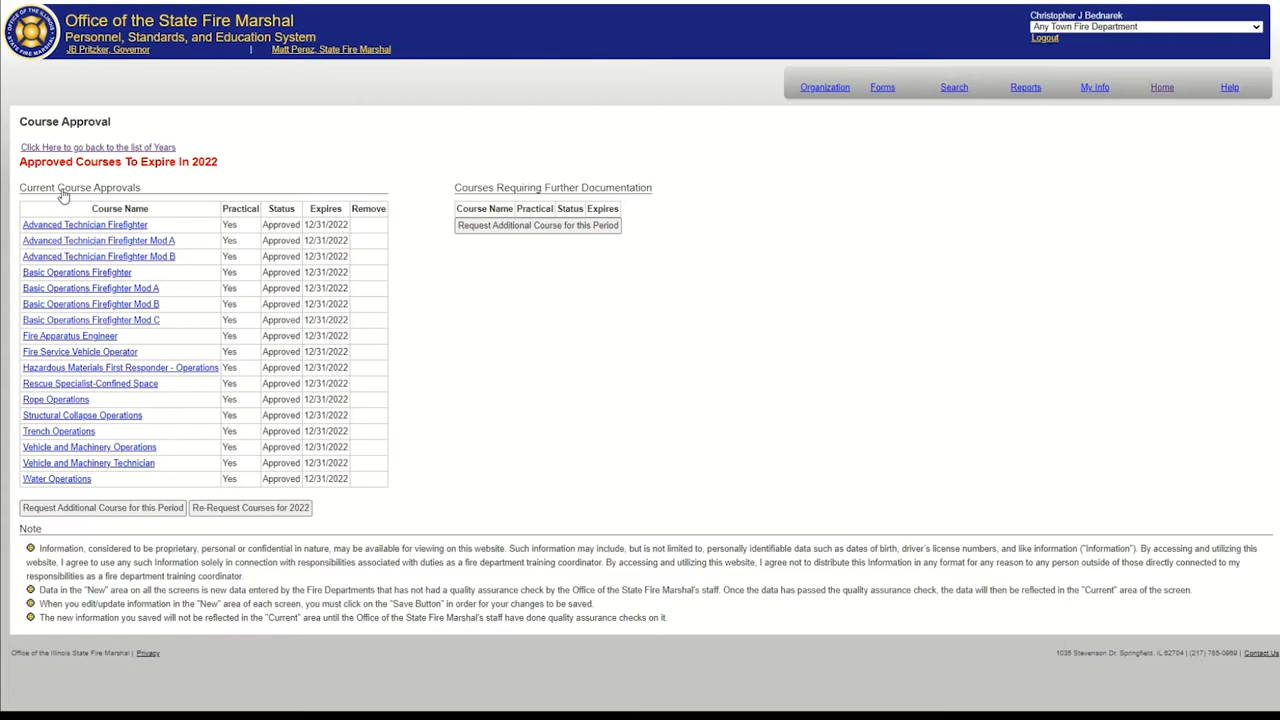 Office of the State Fire Marshal
Personnel, Standards, and Education System
JB Pritzker, Governor | Matt Perez, State Fire Marshal
Christopher J Bednarek
Any Town Fire Department
Logout
Organization Forms Search Reports My Info Home Help
Course Approval
Click Here to go back to the list of Years
Approved Courses To Expire In 2022
Current Course Approvals
Course Name Practical Status Expires Remove
Advanced Technician Firefighter Yes Approved 12/31/2022
Advanced Technician Firefighter Mod A Yes Approved 12/31/2022
Advanced Technician Firefighter Mod B Yes Approved 12/31/2022
Basic Operations Firefighter Yes Approved 12/31/2022
Basic Operations Firefighter Mod A Yes Approved 12/31/2022
Basic Operations Firefighter Mod B Yes Approved 12/31/2022
Basic Operations Firefighter Mod C Yes Approved 12/31/2022
Fire Apparatus Engineer Yes Approved 12/31/2022
Fire Service Vehicle Operator Yes Approved 12/31/2022
Hazardous Materials First Responder - Operations Yes Approved 12/31/2022
Rescue Specialist-Confined Space Yes Approved 12/31/2022
Rope Operations Yes Approved 12/31/2022
Structural Collapse Operations Yes Approved 12/31/2022
Trench Operations Yes Approved 12/31/2022
Vehicle and Machinery Operations Yes Approved 12/31/2022
Vehicle and Machinery Technician Yes Approved 12/31/2022
Water Operations Yes Approved 12/31/2022
Request Additional Course for this Period Re-Request Courses for 2022
Courses Requiring Further Documentation
Course Name Practical Status Expires
Request Additional Course for this Period
Note
Information, considered to be proprietary, personal or confidential in nature, may be available for viewing on this website. Such information may include, but is not limited to, personally identifiable data such as dates of birth, driver's license numbers, and like information ("Information"). By accessing and utilizing this
website, I agree to use any such Information solely in connection with responsibilities associated with duties as a fire department training coordinator. By accessing and utilizing this website, I agree not to distribute this Information in any format for any reason to any person outside of those directly connected to my
responsibilities as a fire department training coordinator.
Data in the "New" area on all the screens is new data entered by the Fire Departments that has not had a quality assurance check by the Office of the State Fire Marshal's staff. Once the data has passed the quality assurance check, the data will then be reflected in the "Current" area of the screen.
When you edit/update information in the "New" area of each screen, you must click on the "Save Button" in order for your changes to be saved.
The new information you saved will not be reflected in the "Current" area until the Office of the State Fire Marshal's staff have done quality assurance checks on it.
Office of the Illinois State Fire Marshal | Privacy
1035 Stevenson Dr. Springfield, IL 62704 | (217) 785-0969 | Contact Us